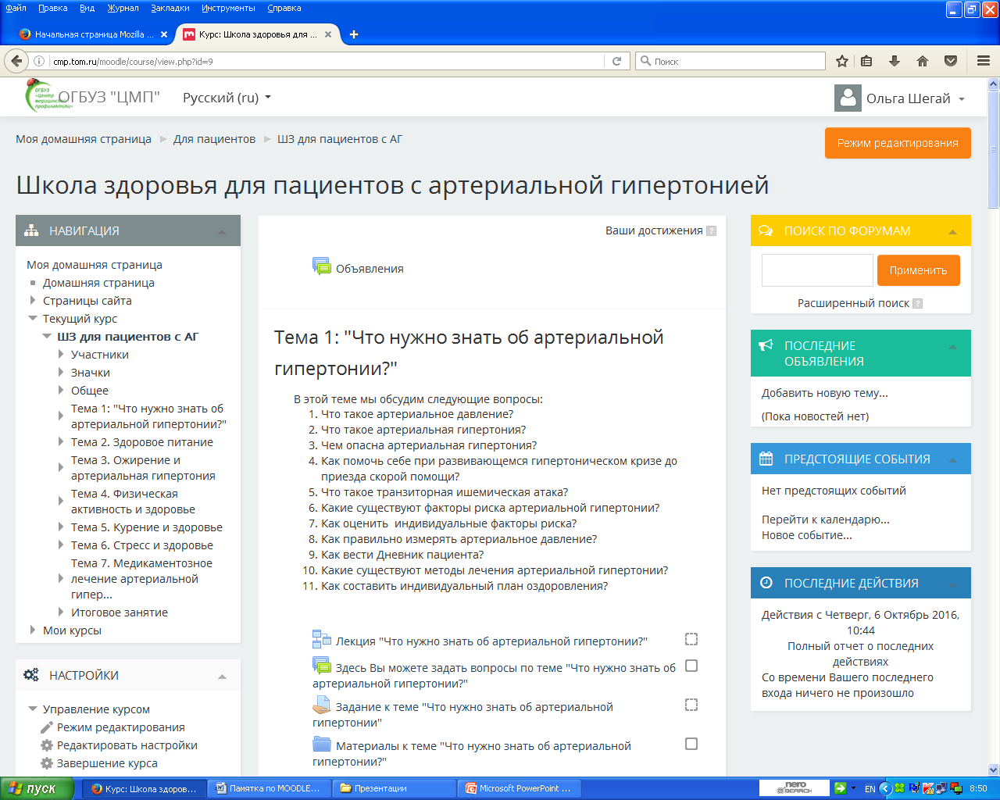 Файл Правка Вид Журнал Закладки Инструменты Справка
Начальная страница Mozilla ...
Курс: Школа здоровья для ...
cmp.tom.ru/moodle/course/view.php?id=9
Поиск
ОГБУЗ "ЦМП"
Русский (ru)
Ольга Шегай
Моя домашняя страница
Для пациентов
ШЗ для пациентов с АГ
Режим редактирования
Школа здоровья для пациентов с артериальной гипертонией
НАВИГАЦИЯ
Моя домашняя страница
Домашняя страница
Страницы сайта
Текущий курс
ШЗ для пациентов с АГ
Участники
Значки
Общее
Тема 1: "Что нужно знать об
артериальной гипертонии?"
Тема 2. Здоровое питание
Тема 3. Ожирение и
артериальная гипертония
Тема 4. Физическая
активность и здоровье
Тема 5. Курение и здоровье
Тема 6. Стресс и здоровье
Тема 7. Медикаментозное
лечение артериальной
гипер...
Итоговое занятие
Мои курсы
НАСТРОЙКИ
Управление курсом
Режим редактирования
Редактировать настройки
Завершение курса
Ваши достижения
Объявления
Тема 1: "Что нужно знать об артериальной
гипертонии?"
В этой теме мы обсудим следующие вопросы:
1. Что такое артериальное давление?
2. Что такое артериальная гипертония?
3. Чем опасна артериальная гипертония?
4. Как помочь себе при развивающемся гипертоническом кризе до
приезда скорой помощи?
5. Что такое транзиторная ишемическая атака?
6. Какие существуют факторы риска артериальной гипертонии?
7. Как оценить индивидуальные факторы риска?
8. Как правильно измерять артериальное давление?
9. Как вести Дневник пациента?
10. Какие существуют методы лечения артериальной гипертонии?
11. Как составить индивидуальный план оздоровления?
Лекция "Что нужно знать об артериальной гипертонии?"
Здесь Вы можете задать вопросы по теме "Что нужно знать об
артериальной гипертонии?"
Задание к теме "Что нужно знать об артериальной
гипертонии"
Материалы к теме "Что нужно знать об артериальной
гипертонии?"
ПОИСК ПО ФОРУМАМ
Применить
Расширенный поиск
ПОСЛЕДНИЕ
ОБЪЯВЛЕНИЯ
Добавить новую тему...
(Пока новостей нет)
ПРЕДСТОЯЩИЕ СОБЫТИЯ
Нет предстоящих событий
Перейти к календарю...
Новое событие...
ПОСЛЕДНИЕ ДЕЙСТВИЯ
Действия с Четверг, 6 Октябрь 2016,
10:44
Полный отчет о последних
действиях
Со времени Вашего последнего
входа ничего не произошло
пуск
Курс: Школа здоров...
Памятка по MOODLE...
Презентации
Microsoft PowerPoint ...
nero
SEARCH
EN
8:50